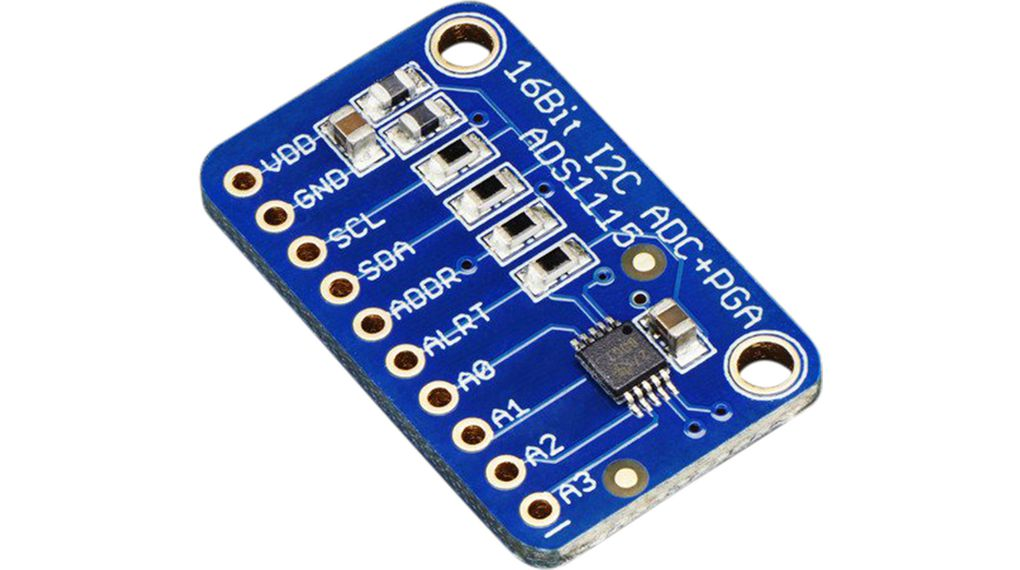 16Bit I2C ADC+PGA
ADS1115
VDD
GND
SCL
SDA
ADDR
ALRT
A0
A1
A2
A3